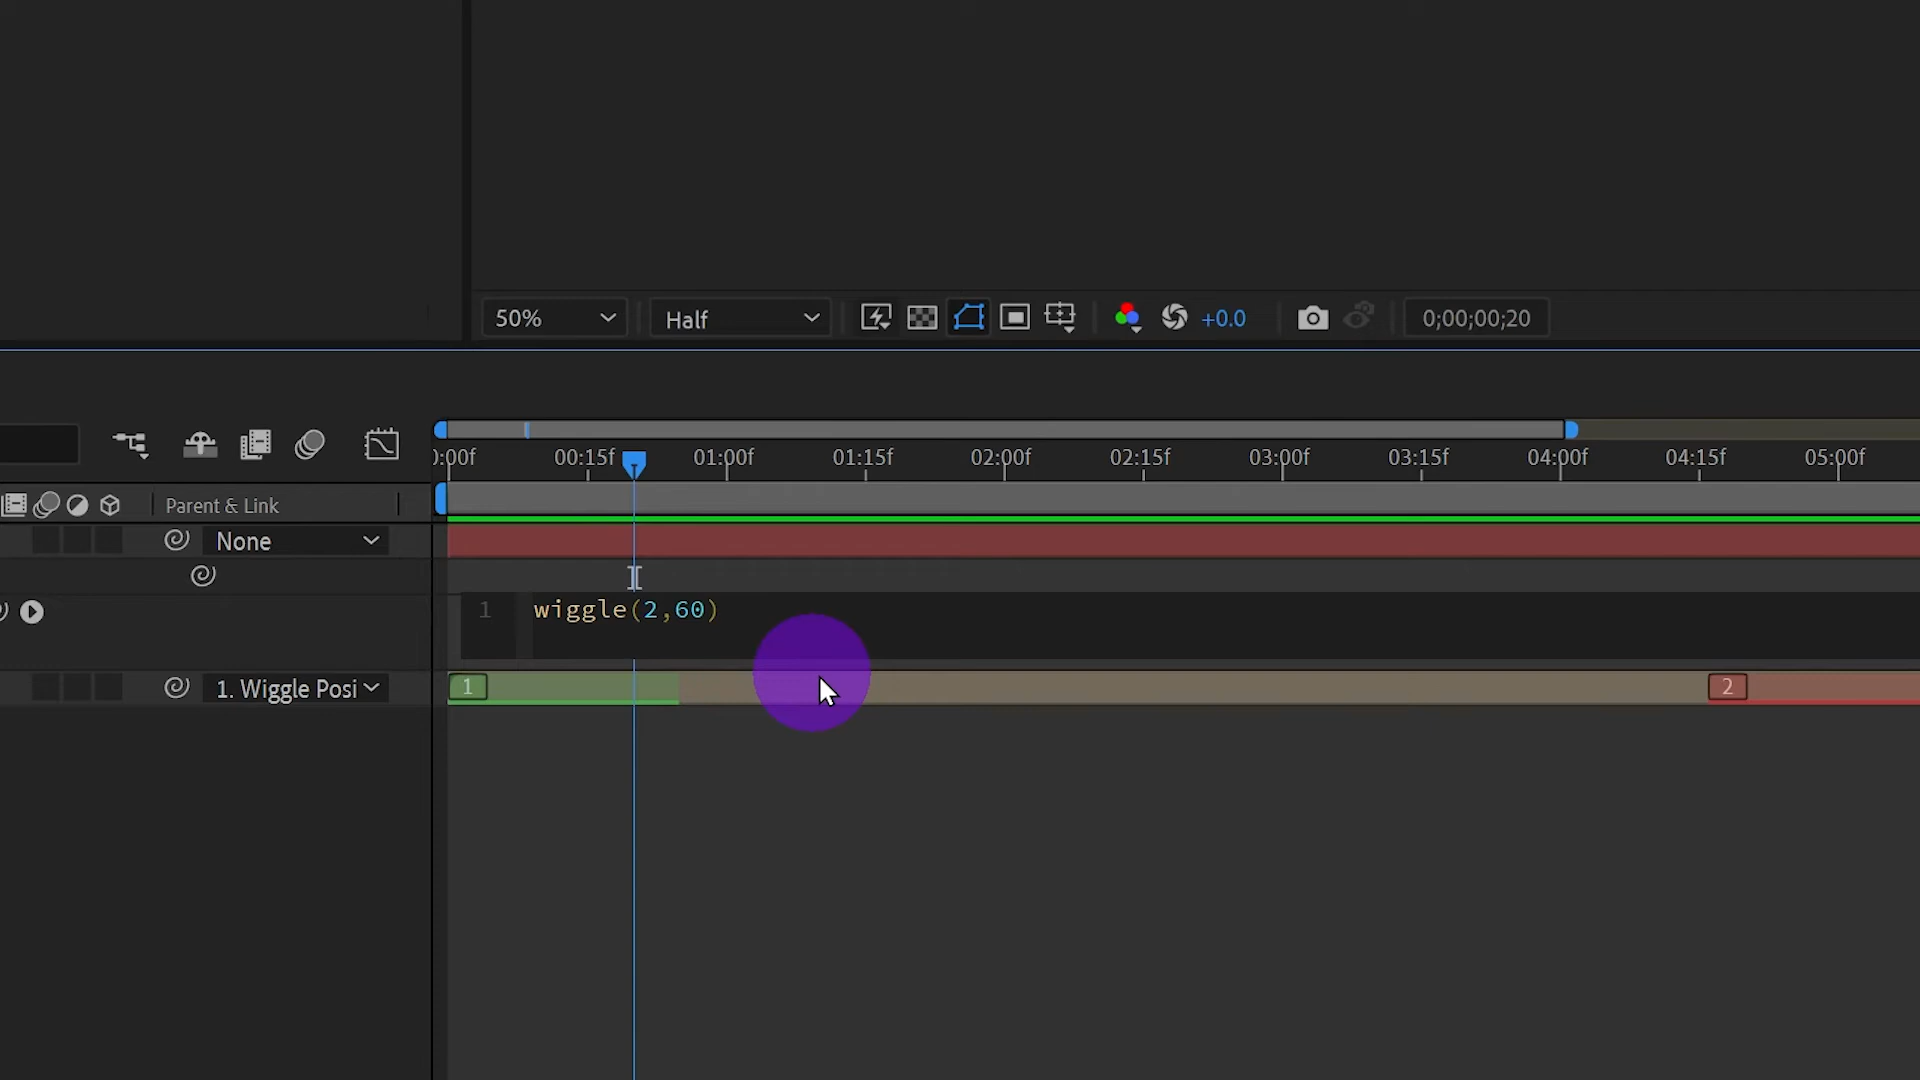 50%
Half
+0.0
0;00;00;20
00:15f
01:00f
01:15f
02:00f
02:15f
03:00f
03:15f
04:00f
04:15f
05:00f
Parent & Link
None
1
wiggle(2,60)
1. Wiggle Posi
1
2